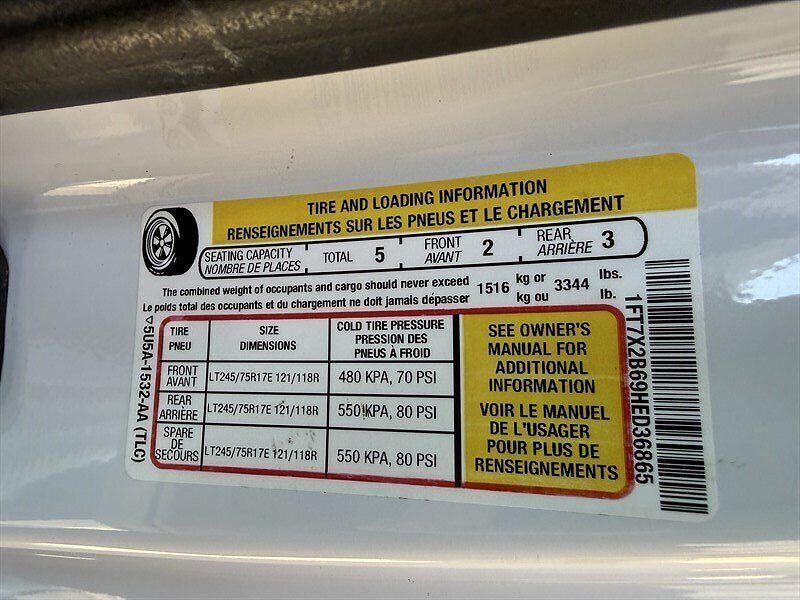 TIRE AND LOADING INFORMATION
RENSEIGNEMENTS SUR LES PNEUS ET LE CHARGEMENT
SEATING CAPACITY TOTAL 5 FRONT 2 REAR 3
NOMBRE DE PLACES AVANT ARRIÈRE
The combined weight of occupants and cargo should never exceed 1516 kg or 3344 lbs.
Le poids total des occupants et du chargement ne doit jamais dépasser kg ou lb.
TIRE SIZE COLD TIRE PRESSURE
PNEU DIMENSIONS PRESSION DES
PNEUS À FROID
FRONT LT245/75R17E 121/118R 480 KPA, 70 PSI
AVANT
REAR LT245/75R17E 121/118R 550 KPA, 80 PSI
ARRIÈRE
SPARE
DE LT245/75R17E 121/118R 550 KPA, 80 PSI
SECOURS
SEE OWNER'S
MANUAL FOR
ADDITIONAL
INFORMATION
VOIR LE MANUEL
DE L'USAGER
POUR PLUS DE
RENSEIGNEMENTS
▽5U5A-1532-AA (TLC)
1FT7X2B69HED36865